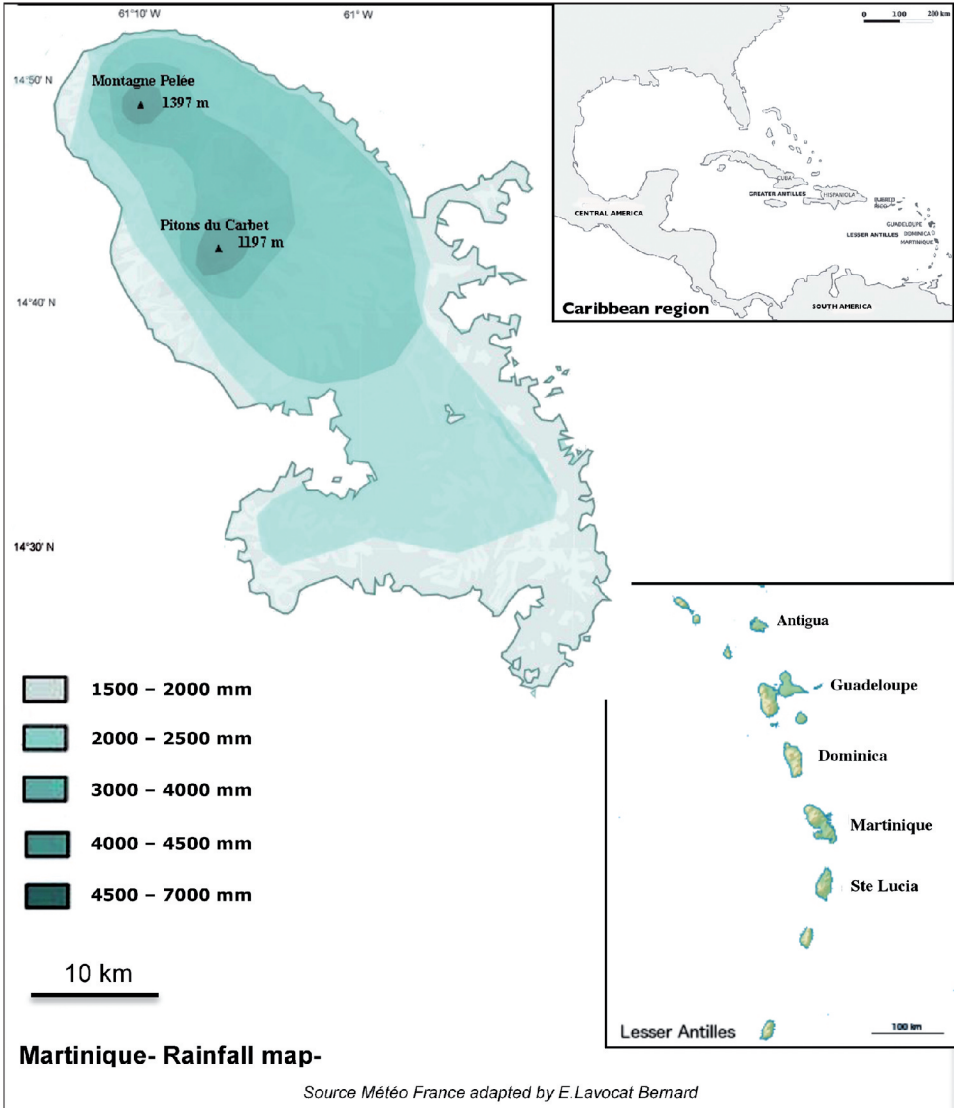 61° 10' W
61° W
14°50' N
Montagne Pelée
1397 m
Pitons du Carbet
1197 m
14°40' N
14°30' N
0 100 200 km
CUBA
HISPANIOLA
GREATER ANTILLES
PUERTO
RICO
CENTRAL AMERICA
GUADELOUPE
LESSER ANTILLES DOMINICA
MARTINIQUE
SOUTH AMERICA
Caribbean region
1500 – 2000 mm
2000 – 2500 mm
3000 – 4000 mm
4000 – 4500 mm
4500 – 7000 mm
10 km
Antigua
Guadeloupe
Dominica
Martinique
Ste Lucia
Lesser Antilles
100 km
Martinique- Rainfall map-
Source Météo France adapted by E.Lavocat Bernard